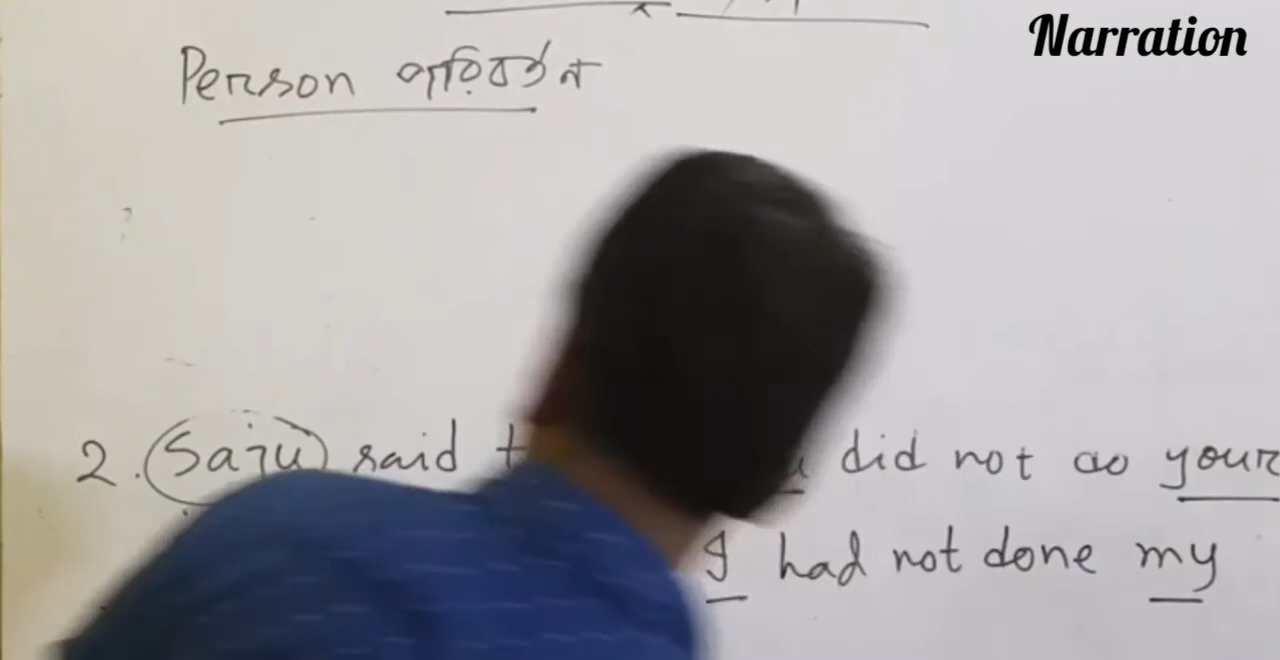 Narration
Person পরিবর্তন
2. Saju said did not do your
I had not done my